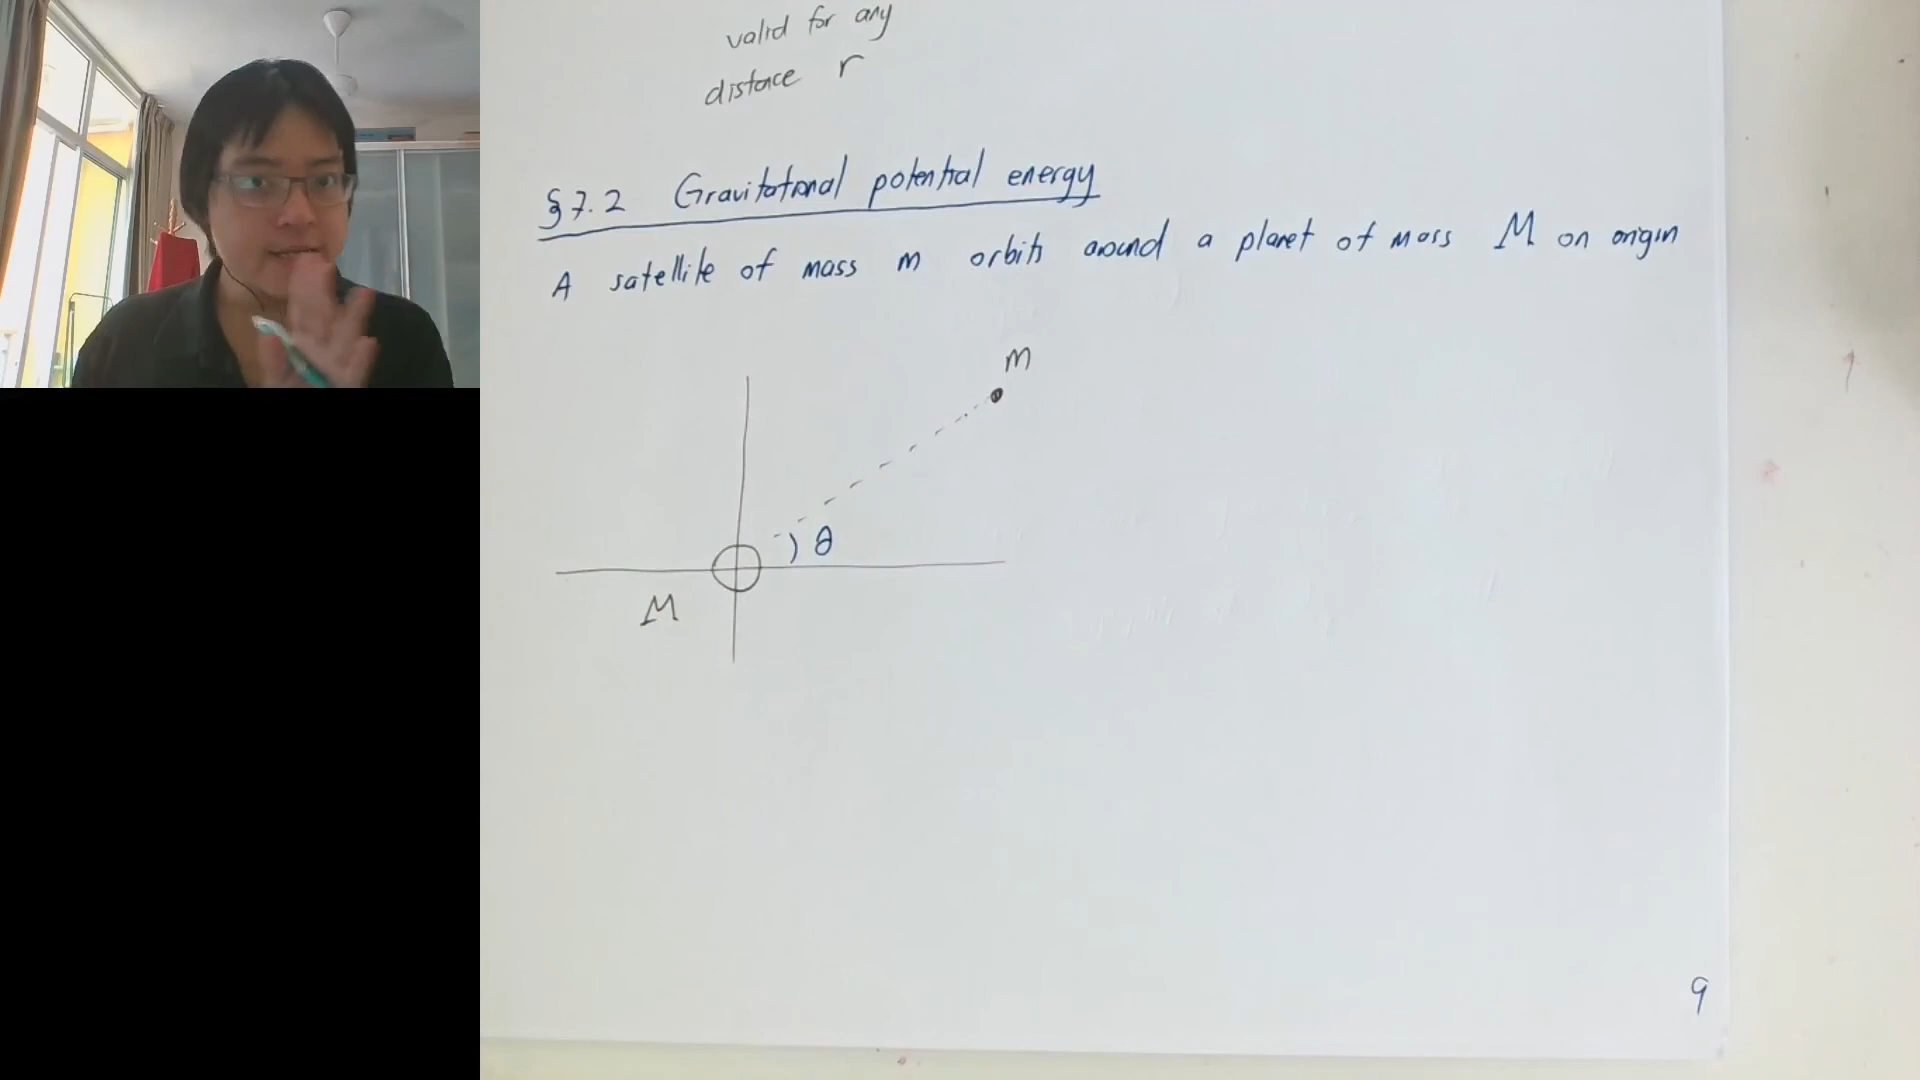 valid for any
distance r
§7.2 Gravitational potential energy
A satellite of mass m orbits around a planet of mass M on origin
m
θ
M
9